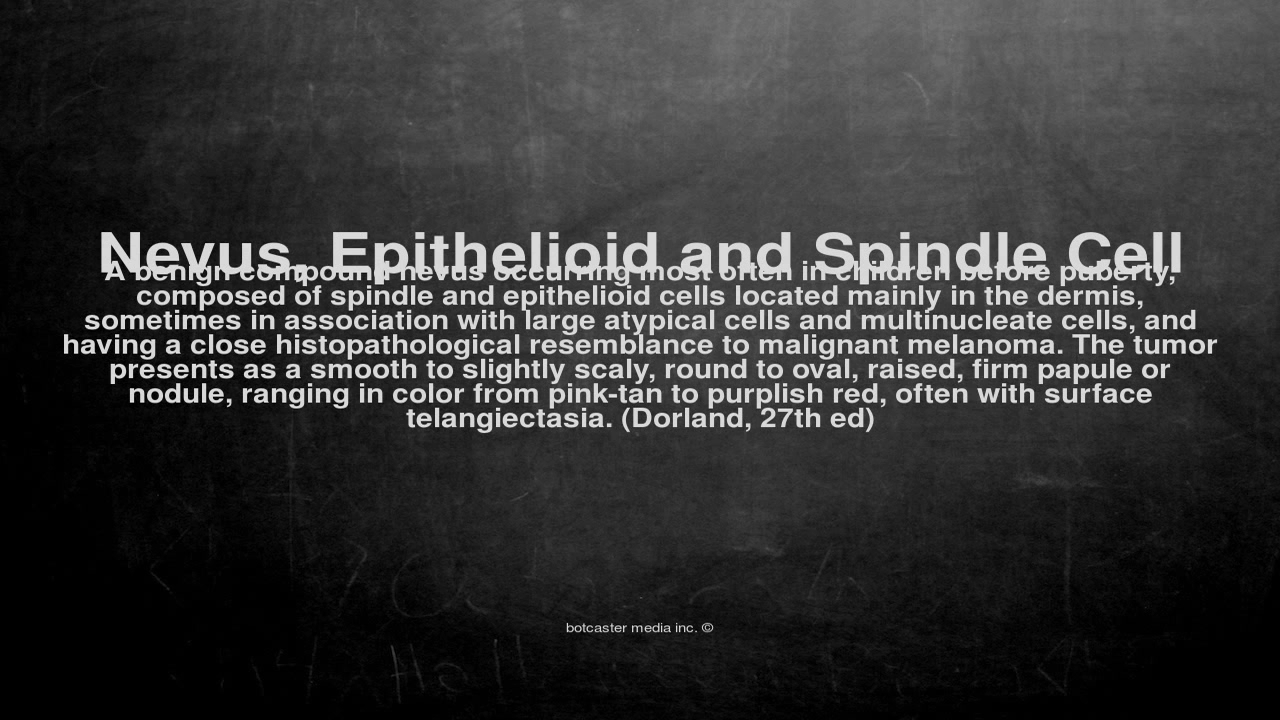 Nevus, Epithelioid and Spindle Cell
A benign compound nevus occurring most often in children before puberty,
composed of spindle and epithelioid cells located mainly in the dermis,
sometimes in association with large atypical cells and multinucleate cells, and
having a close histopathological resemblance to malignant melanoma. The tumor
presents as a smooth to slightly scaly, round to oval, raised, firm papule or
nodule, ranging in color from pink-tan to purplish red, often with surface
telangiectasia. (Dorland, 27th ed)
botcaster media inc. ©